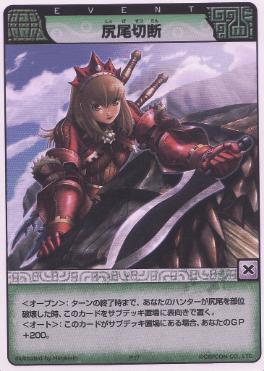 EVENT
しっぽせつだん
尻尾切断
<オープン>:ターンの終了時まで、あなたのハンターが尻尾を部位
破壊した時、このカードをサブデッキ置場に表向きで置く。
<オート>:このカードがサブデッキ置場にある場合、あなたのGP
+200。
©CAPCOM CO., LTD.